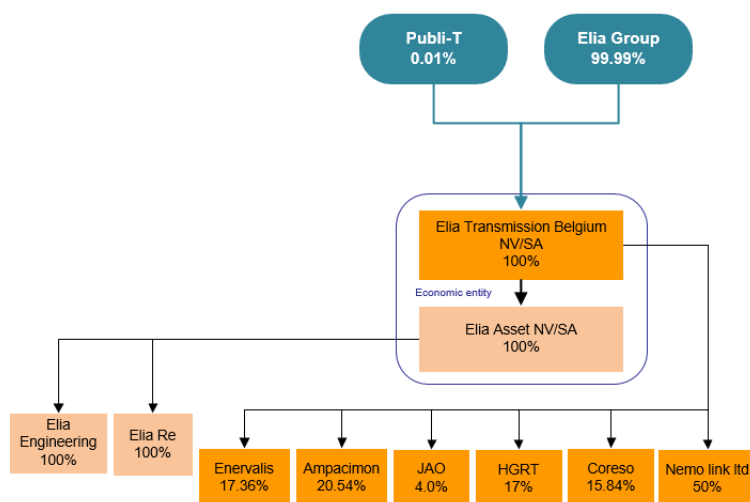 Publi-T
0.01%
Elia Group
99.99%
Elia Transmission Belgium
NV/SA
100%
Economic entity
Elia Asset NV/SA
100%
Elia
Engineering
100%
Elia Re
100%
Enervalis
17.36%
Ampacimon
20.54%
JAO
4.0%
HGRT
17%
Coreso
15.84%
Nemo link ltd
50%